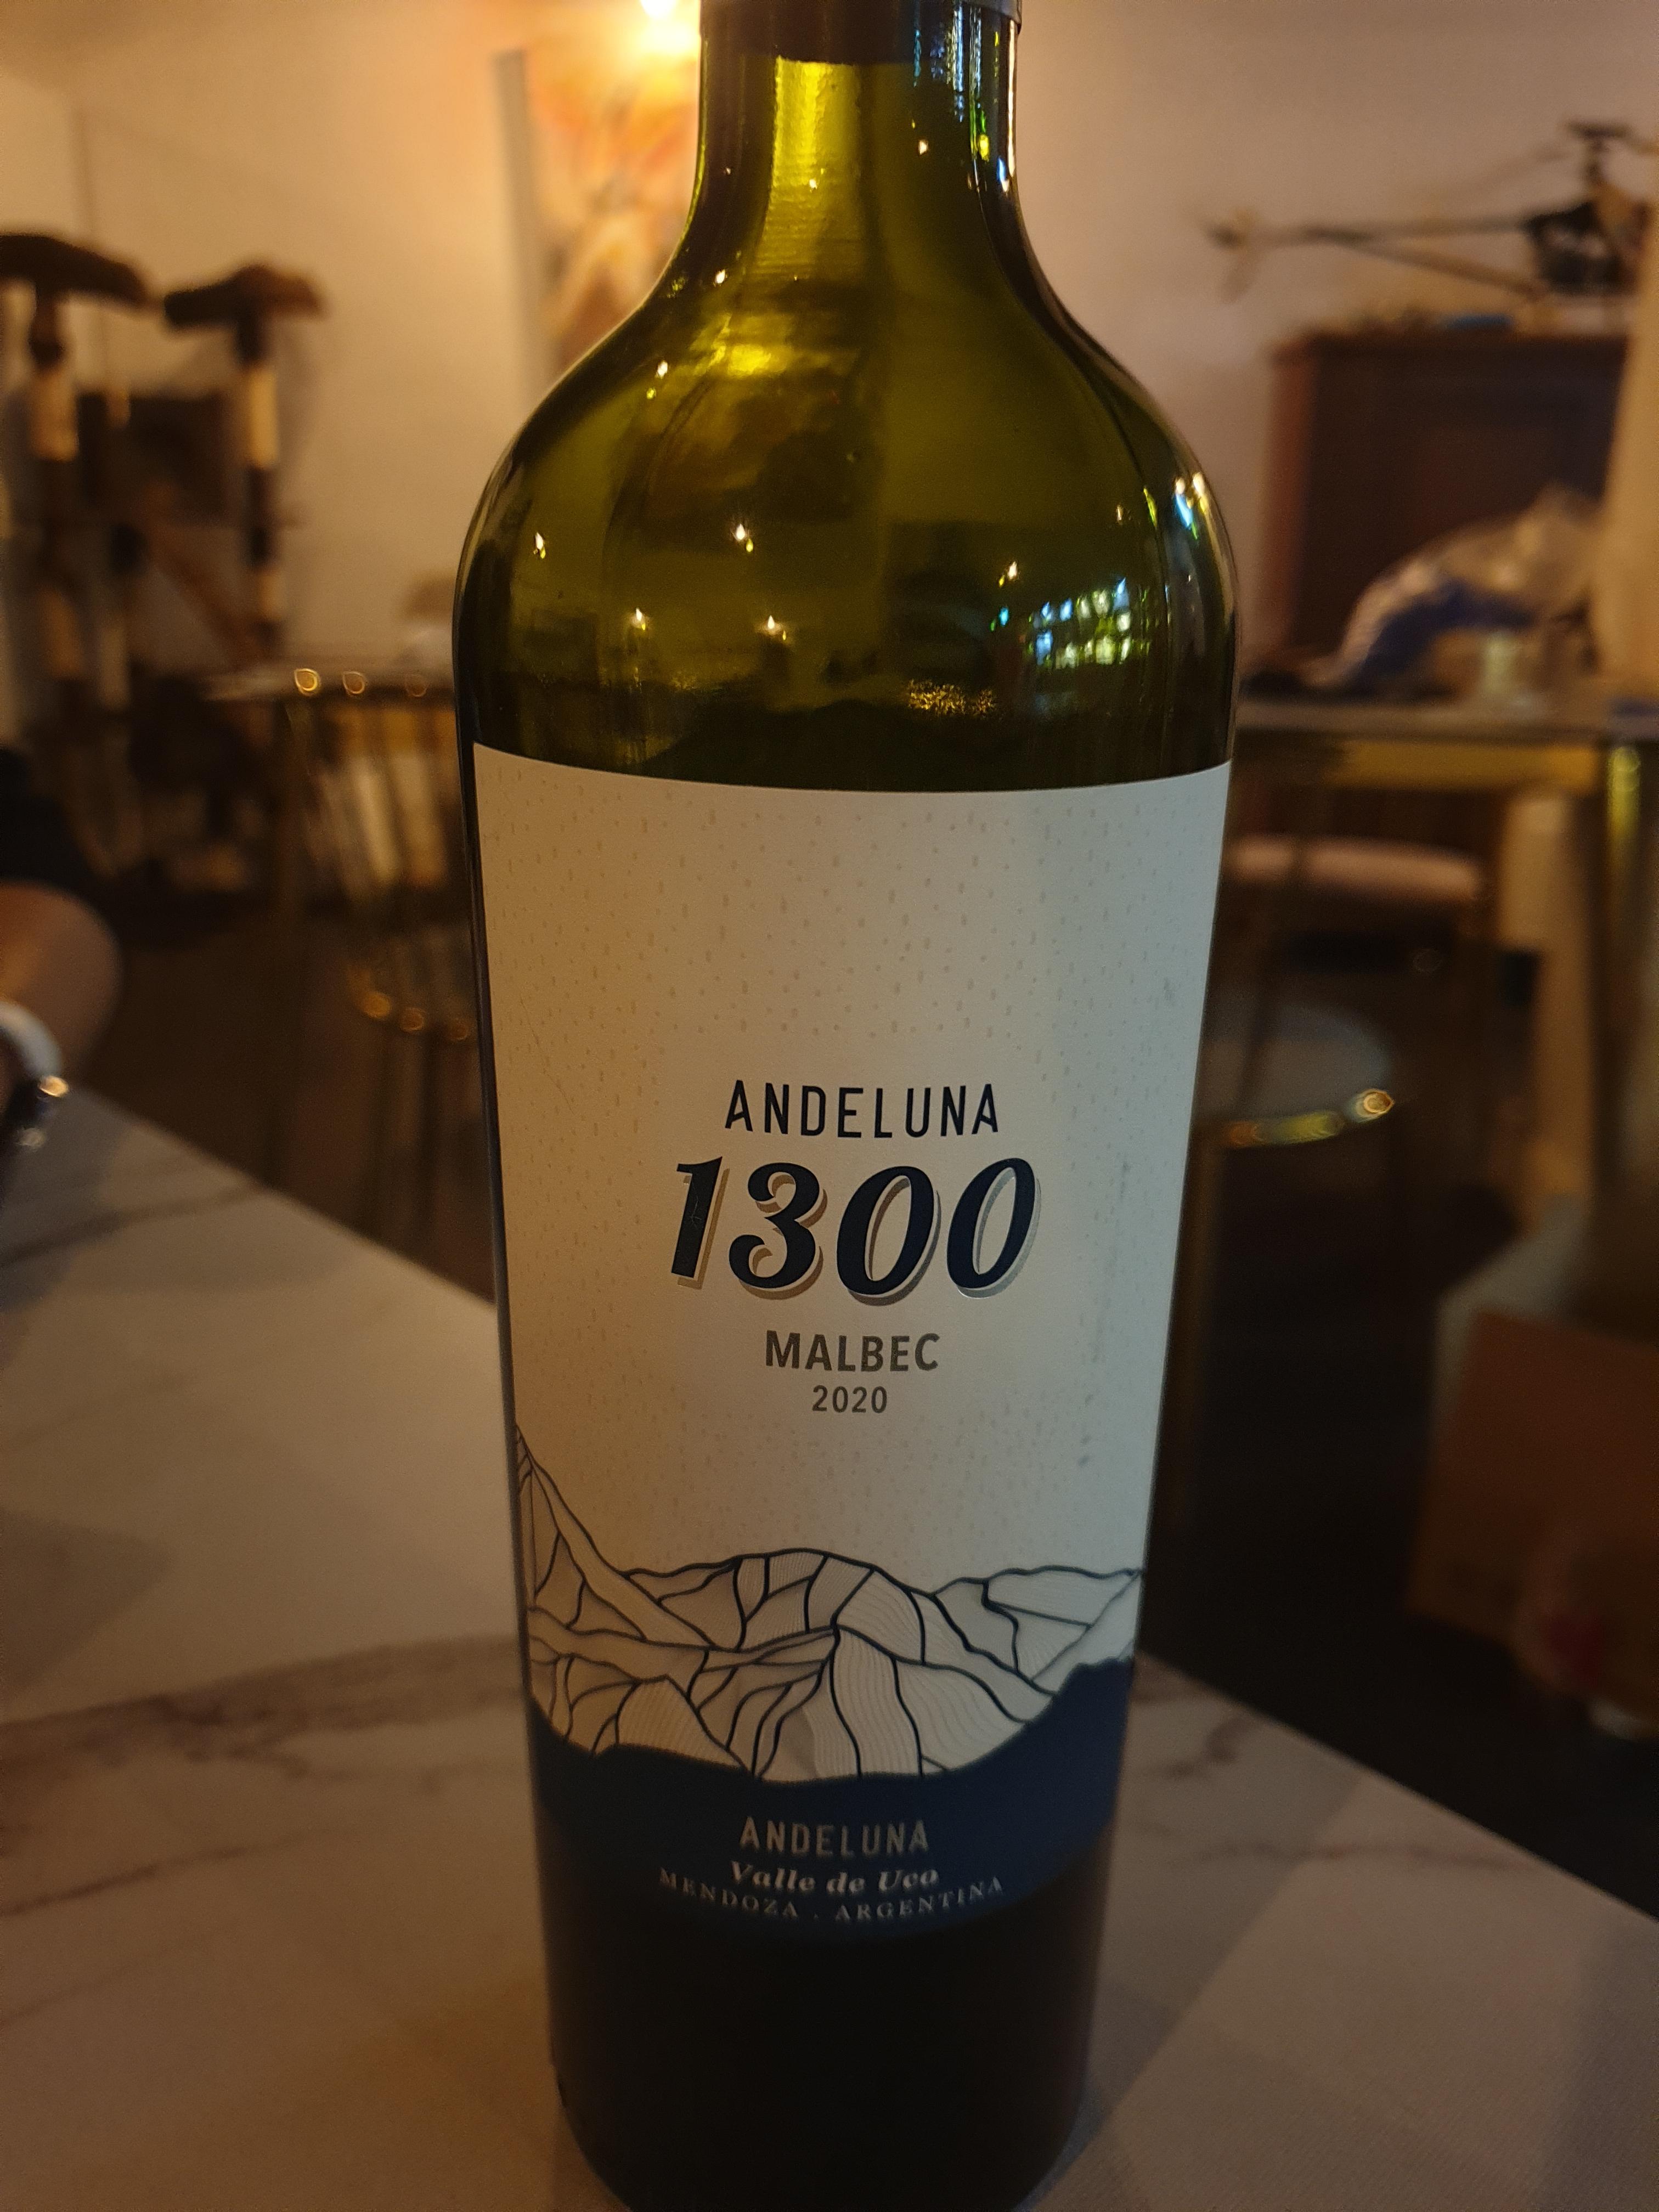 ANDELUNA
1300
MALBEC
2020
ANDELUNA
Valle de Uco
MENDOZA . ARGENTINA